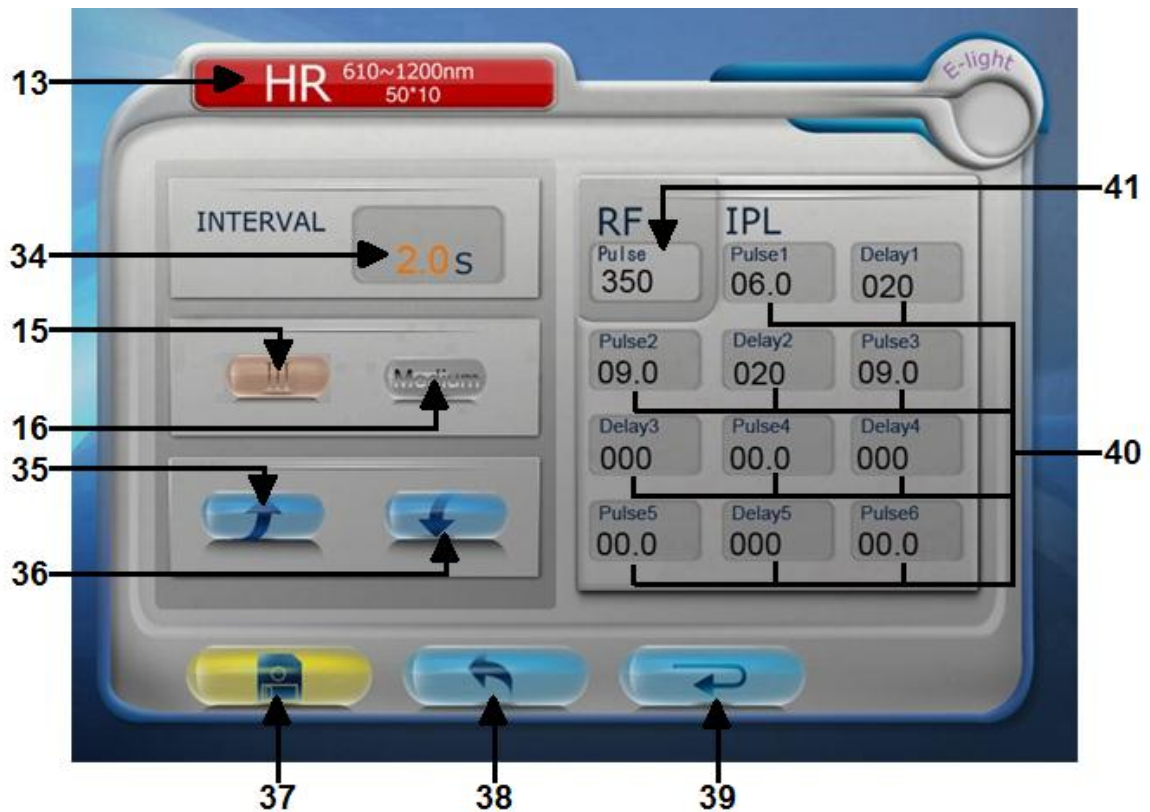 13
HR 610~1200nm
50*10
E-light
41
INTERVAL
34
2.0 s
RF IPL
Pulse Pulse1 Delay1
350 06.0 020
15
III Medium
16
Pulse2 Delay2 Pulse3
09.0 020 09.0
35
Delay3 Pulse4 Delay4
000 00.0 000
40
36
Pulse5 Delay5 Pulse6
00.0 000 00.0
37 38 39